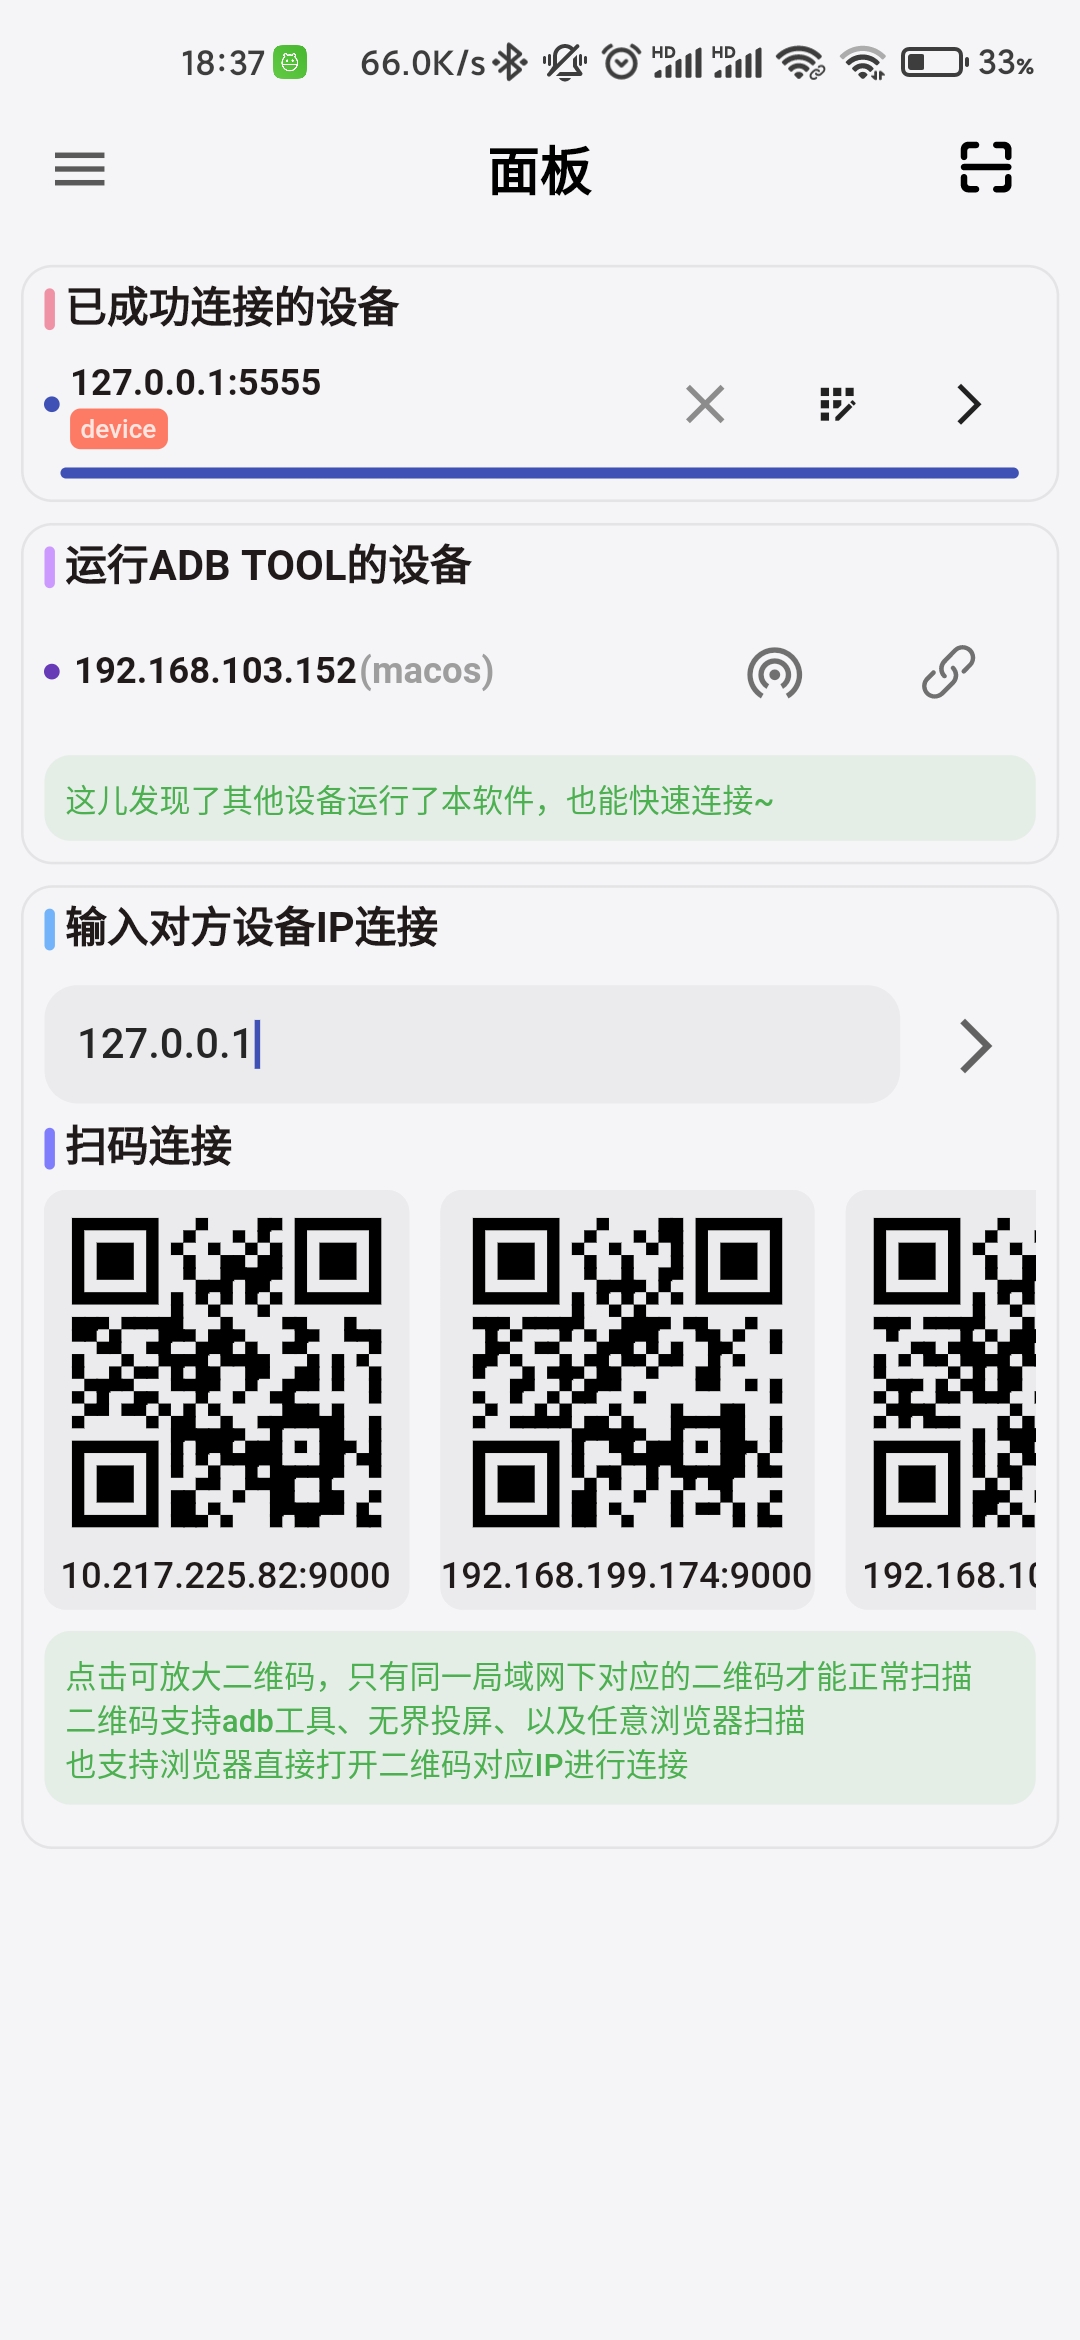 18:37 66.0K/s HD HD 33%
面板
已成功连接的设备
127.0.0.1:5555
device
运行ADB TOOL的设备
192.168.103.152(macos)
这儿发现了其他设备运行了本软件，也能快速连接~
输入对方设备IP连接
127.0.0.1
扫码连接
10.217.225.82:9000 192.168.199.174:9000 192.168.10
点击可放大二维码，只有同一局域网下对应的二维码才能正常扫描
二维码支持adb工具、无界投屏、以及任意浏览器扫描
也支持浏览器直接打开二维码对应IP进行连接